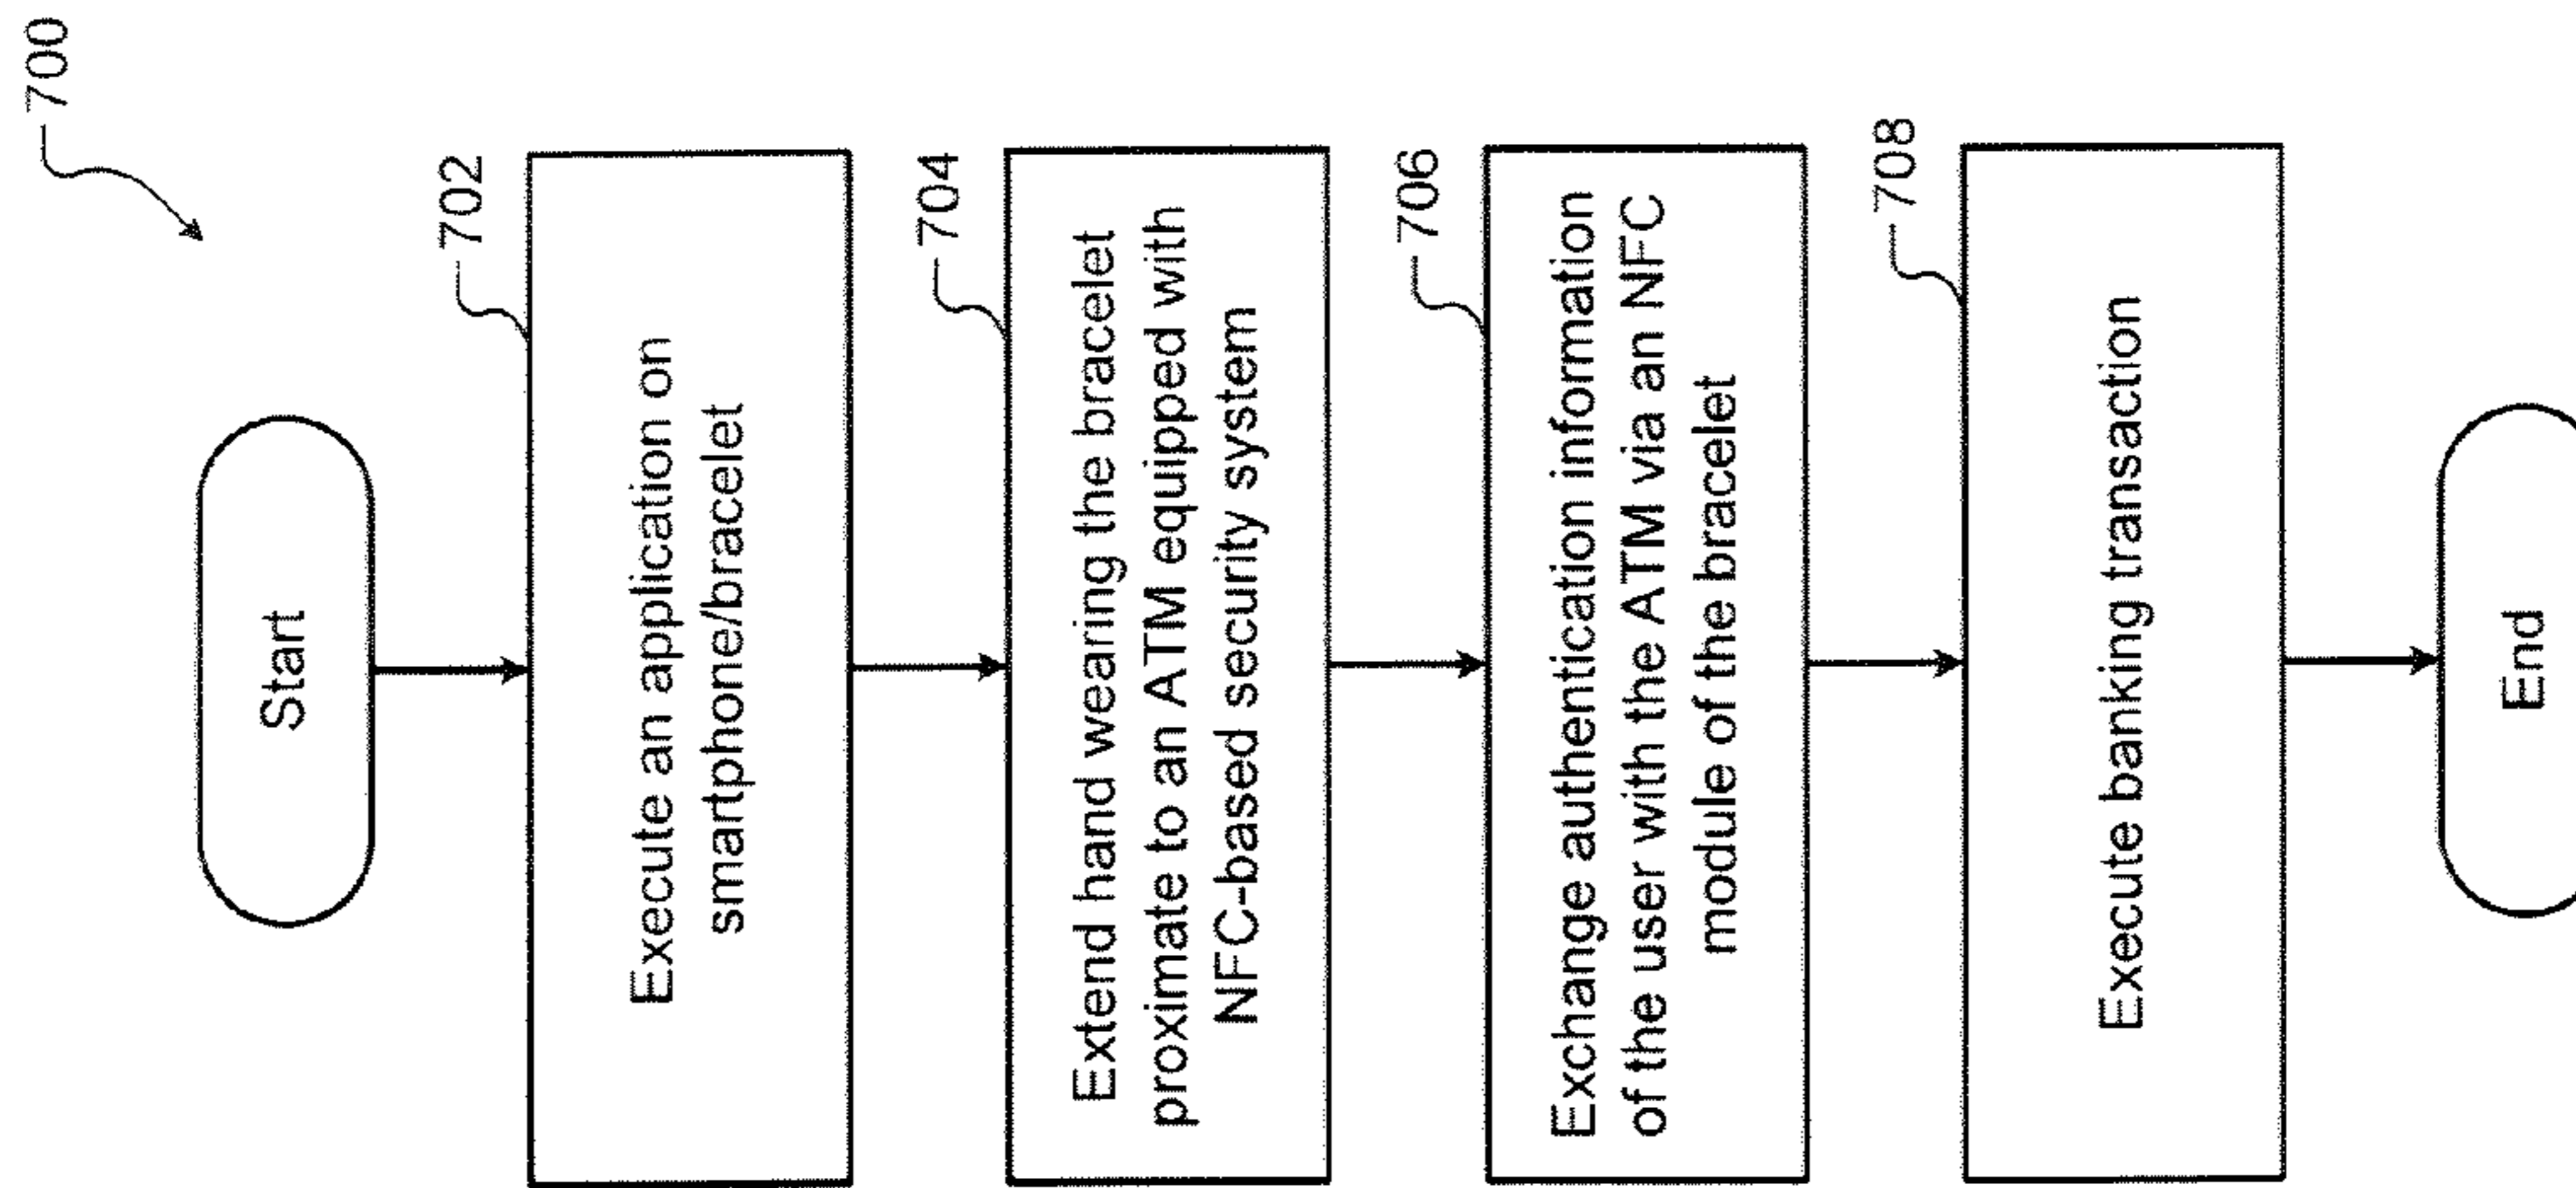 700
Start
702
Execute an application on
smartphone/bracelet
704
Extend hand wearing the bracelet
proximate to an ATM equipped with
NFC-based security system
706
Exchange authentication information
of the user with the ATM via an NFC
module of the bracelet
708
Execute banking transaction
End